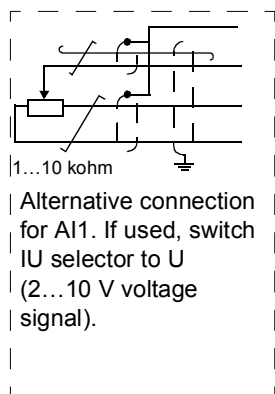 1…10 kohm
Alternative connection
for AI1. If used, switch
IU selector to U
(2…10 V voltage
signal).